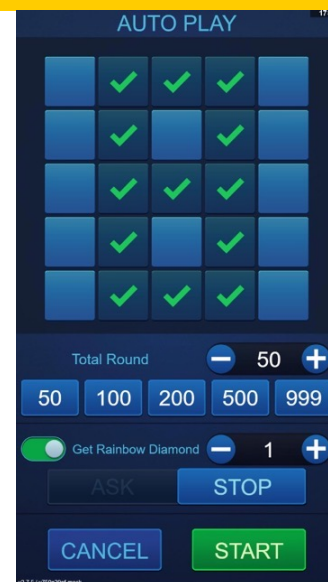 AUTO PLAY
Total Round
50
50 100 200 500 999
Get Rainbow Diamond
1
ASK STOP
CANCEL START